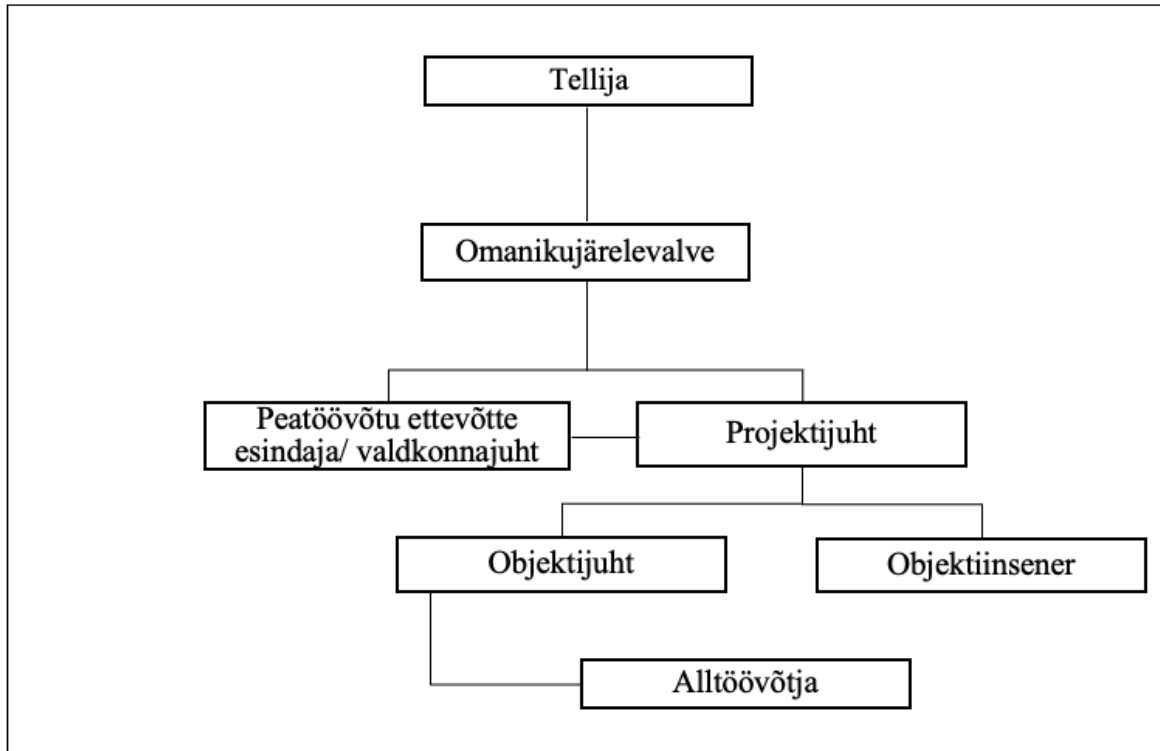 Tellija
Omanikujärelevalve
Peatöövõtu ettevõtte
esindaja/ valdkonnajuht
Projektijuht
Objektijuht
Objektiinsener
Alltöövõtja